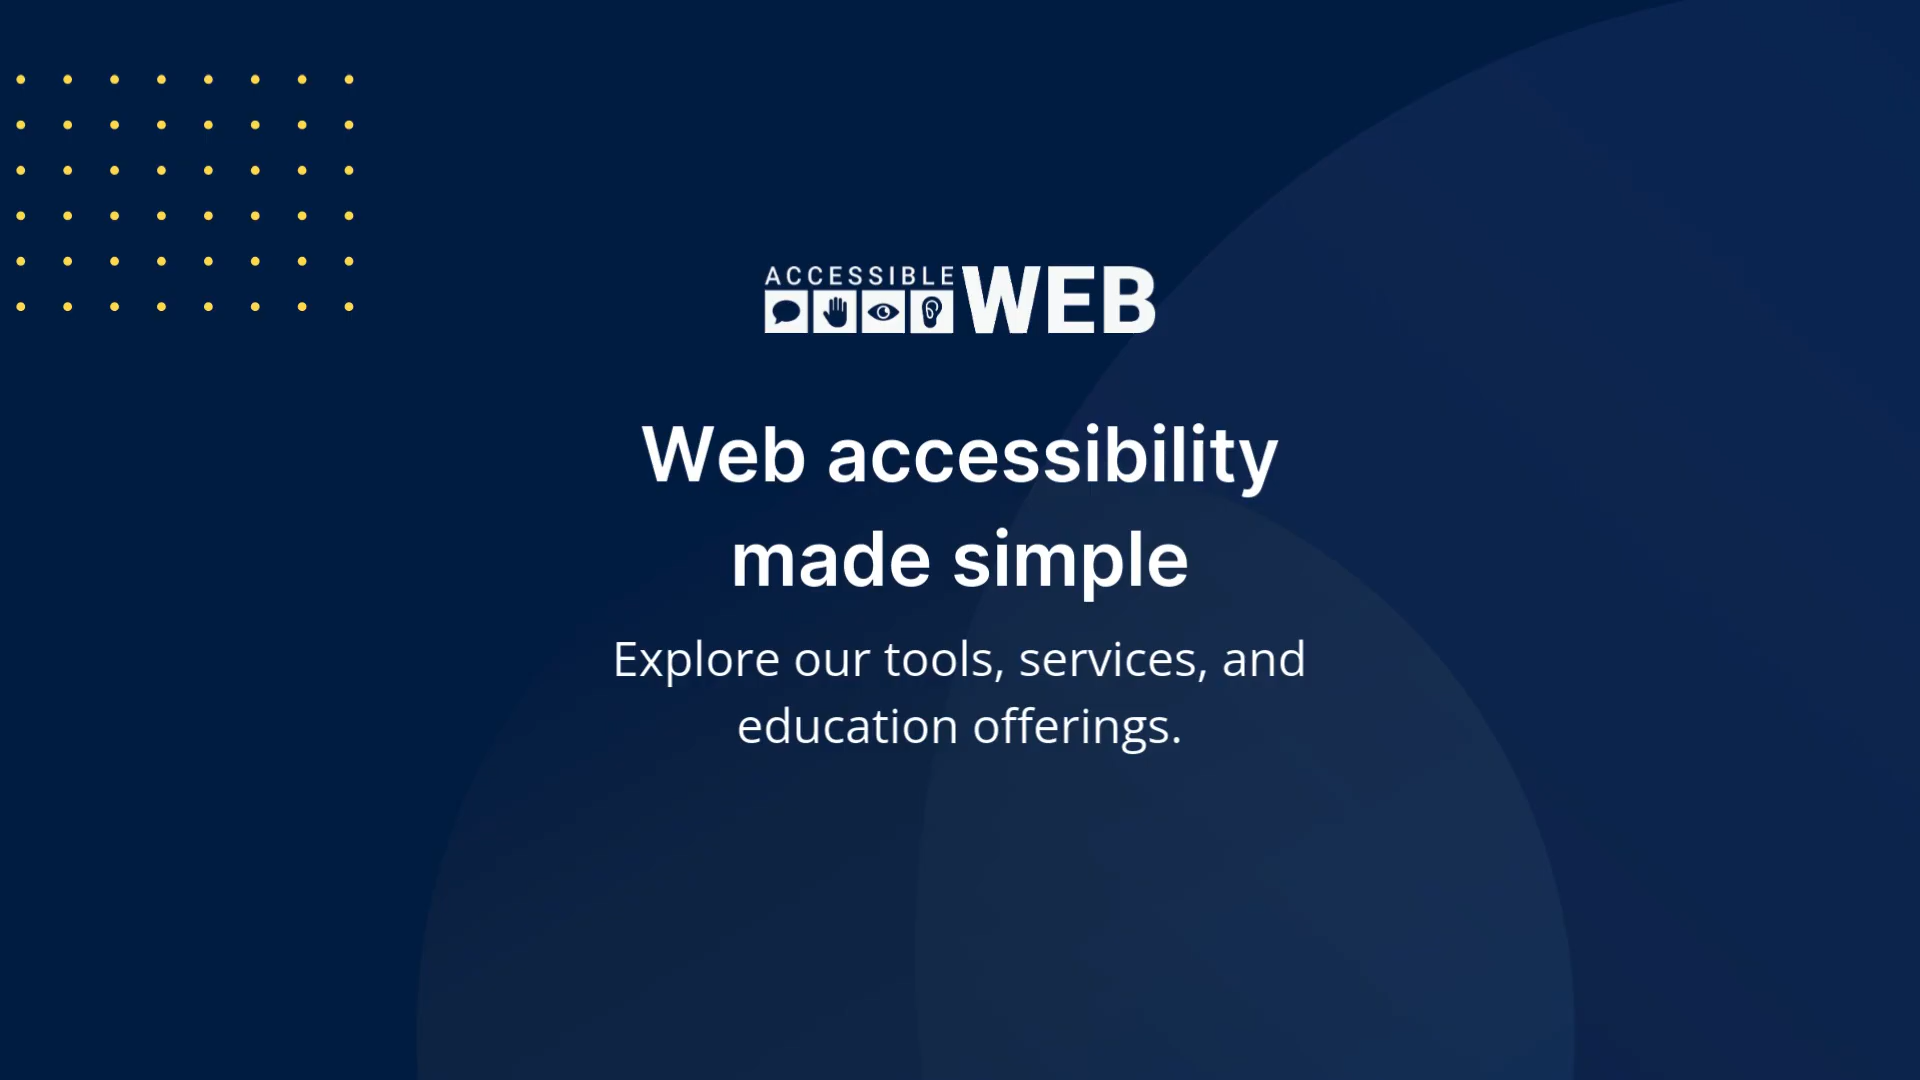 ACCESSIBLE WEB
Web accessibility
made simple
Explore our tools, services, and
education offerings.